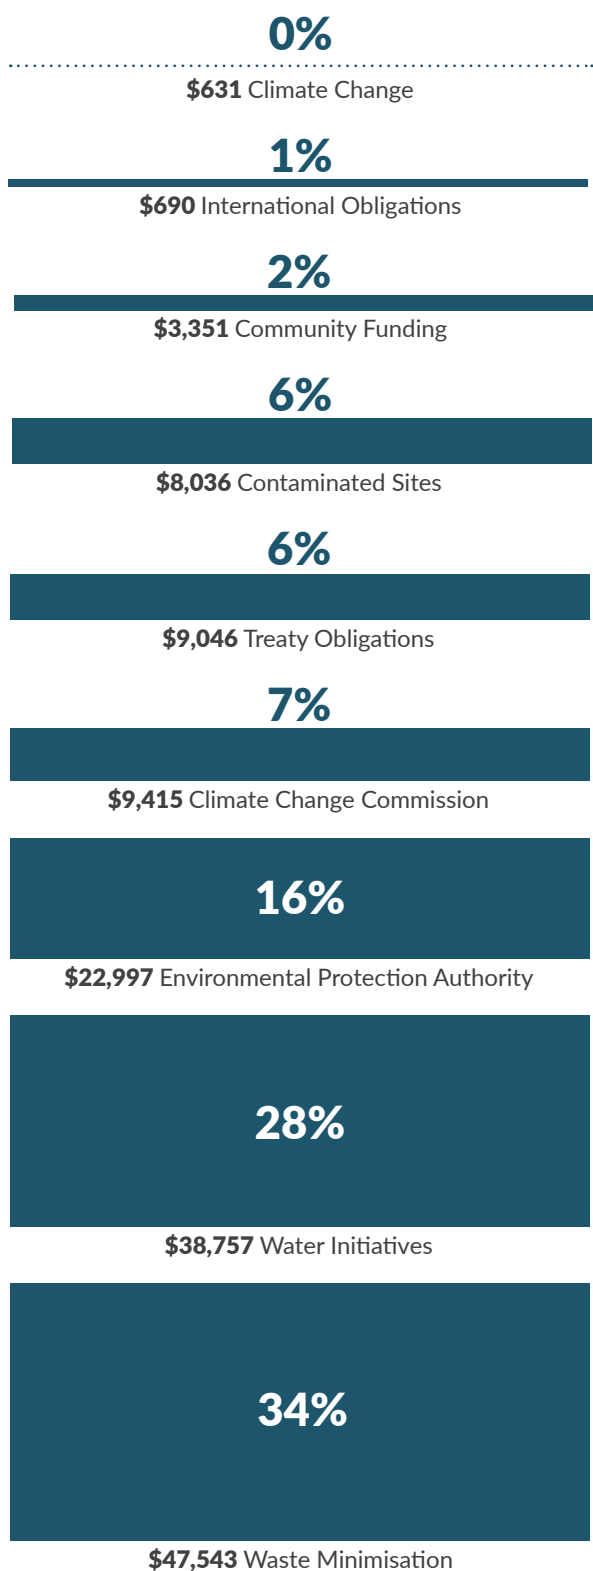 0%
$631 Climate Change
1%
$690 International Obligations
2%
$3,351 Community Funding
6%
$8,036 Contaminated Sites
6%
$9,046 Treaty Obligations
7%
$9,415 Climate Change Commission
16%
$22,997 Environmental Protection Authority
28%
$38,757 Water Initiatives
34%
$47,543 Waste Minimisation